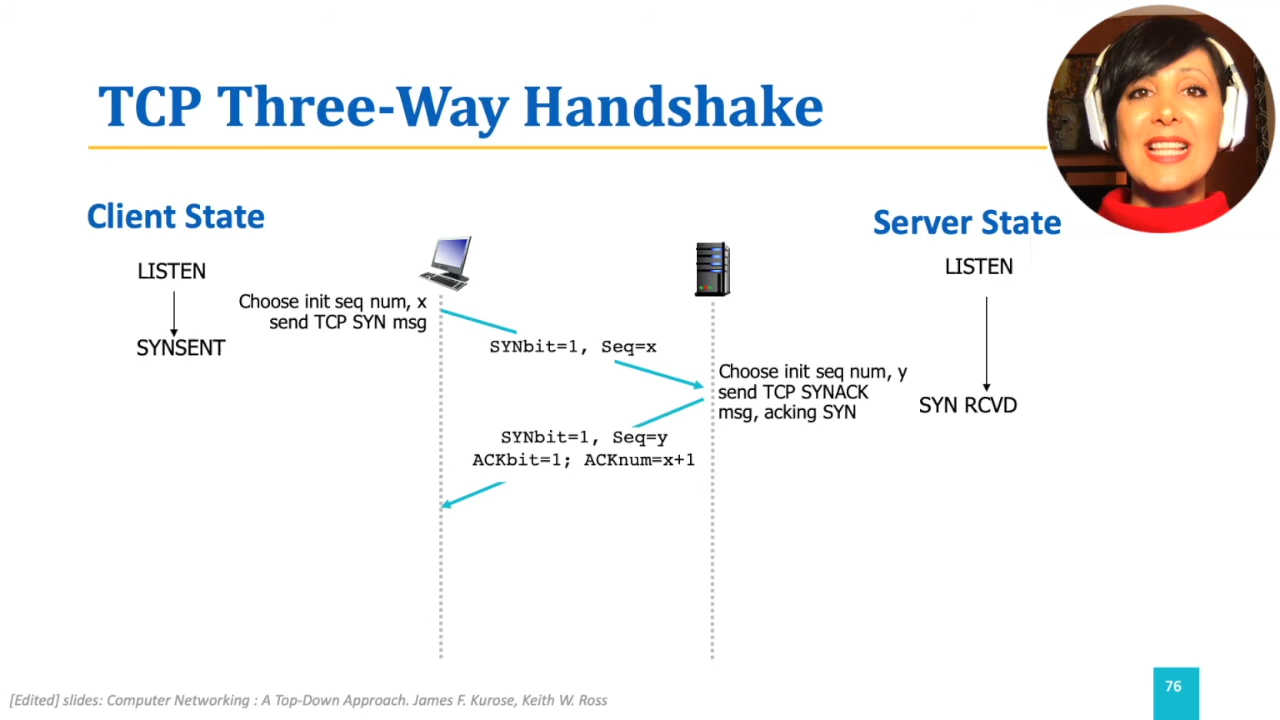 TCP Three-Way Handshake
Client State
Server State
LISTEN
LISTEN
Choose init seq num, x
send TCP SYN msg
SYNSENT
SYNbit=1, Seq=x
Choose init seq num, y
send TCP SYNACK
msg, acking SYN
SYN RCVD
SYNbit=1, Seq=y
ACKbit=1; ACKnum=x+1
[Edited] slides: Computer Networking : A Top-Down Approach. James F. Kurose, Keith W. Ross
76